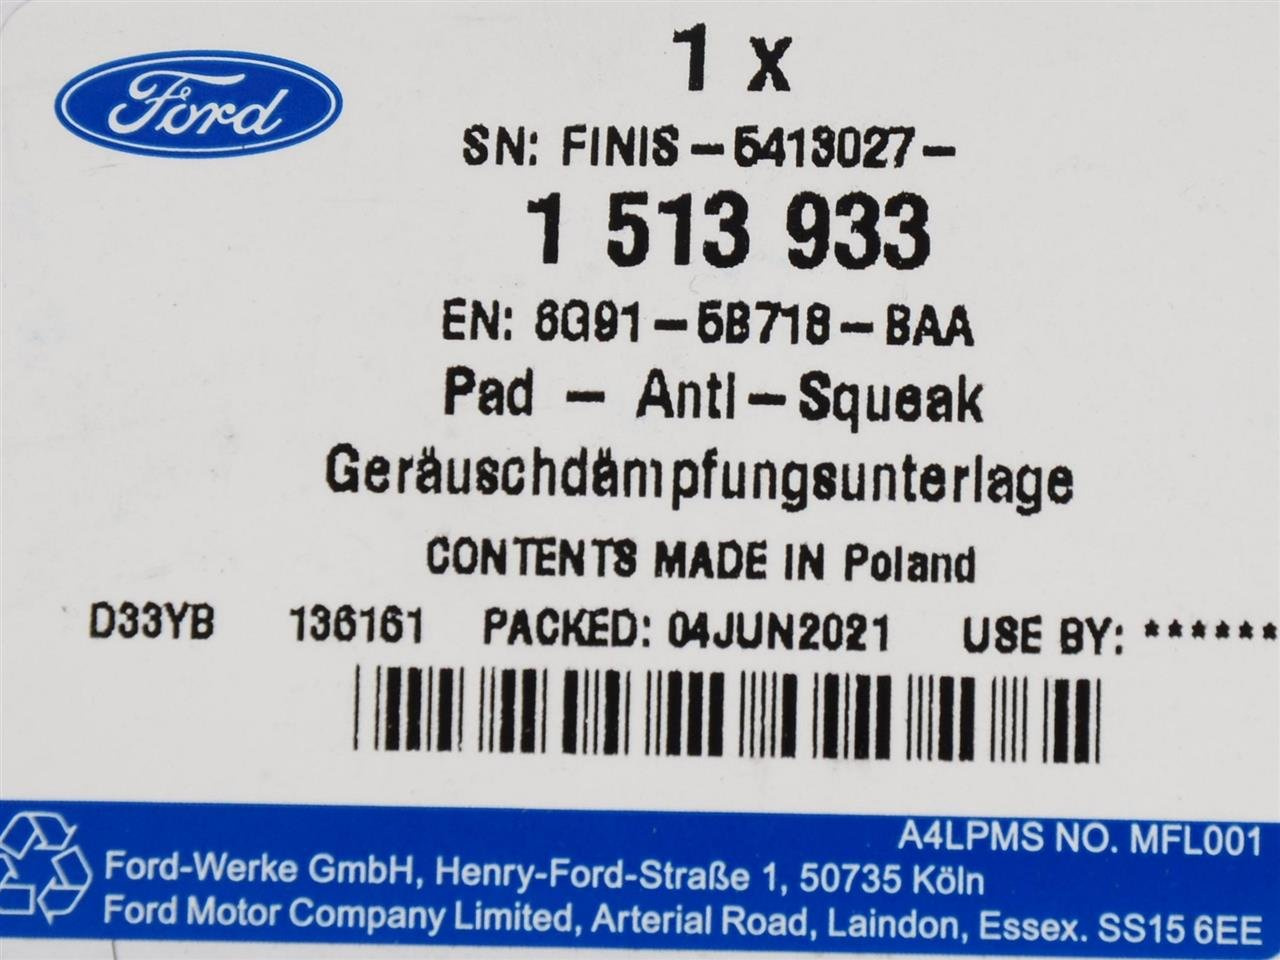 Ford
1 x
SN: FINIS-5413027-
1 513 933
EN: 6G91-5B718-BAA
Pad - Anti-Squeak
Geräuschdämpfungsunterlage
CONTENTS MADE IN Poland
D33YB 136161 PACKED: 04JUN2021 USE BY: ******
A4LPMS NO. MFL001
Ford-Werke GmbH, Henry-Ford-Straße 1, 50735 Köln
Ford Motor Company Limited, Arterial Road, Laindon, Essex. SS15 6EE